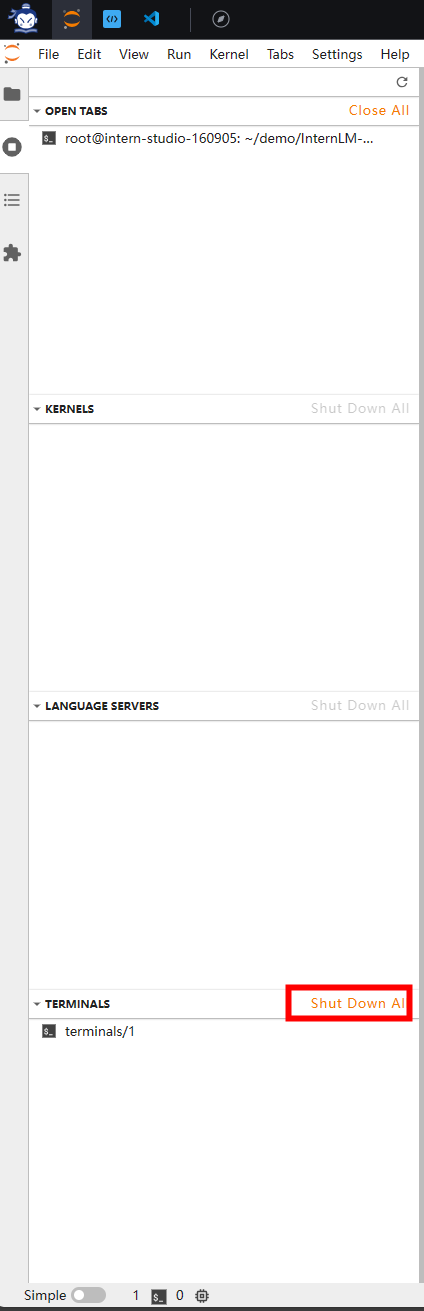 File Edit View Run Kernel Tabs Settings Help
OPEN TABS Close All
root@intern-studio-160905: ~/demo/InternLM-...
KERNELS Shut Down All
LANGUAGE SERVERS Shut Down All
TERMINALS Shut Down Al
terminals/1
Simple 1 0